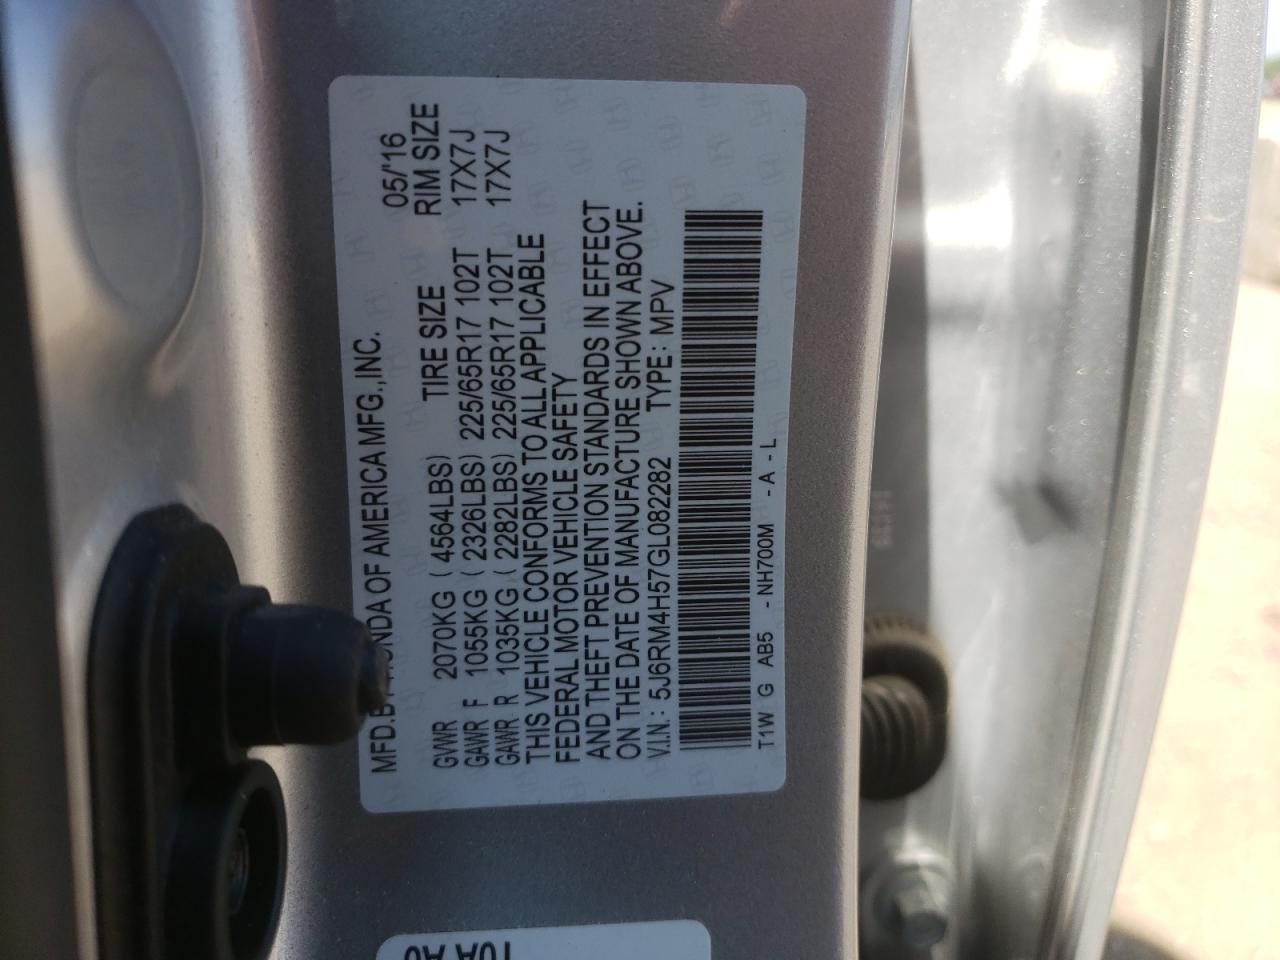 MFD.BY HONDA OF AMERICA MFG.,INC. 05/'16
GVWR 2070KG ( 4564LBS) TIRE SIZE RIM SIZE
GAWR F 1055KG ( 2326LBS) 225/65R17 102T 17X7J
GAWR R 1035KG ( 2282LBS) 225/65R17 102T 17X7J
THIS VEHICLE CONFORMS TO ALL APPLICABLE
FEDERAL MOTOR VEHICLE SAFETY
AND THEFT PREVENTION STANDARDS IN EFFECT
ON THE DATE OF MANUFACTURE SHOWN ABOVE.
V.I.N.: 5J6RM4H57GL082282 TYPE: MPV
T1W G AB5 - NH700M - A - L